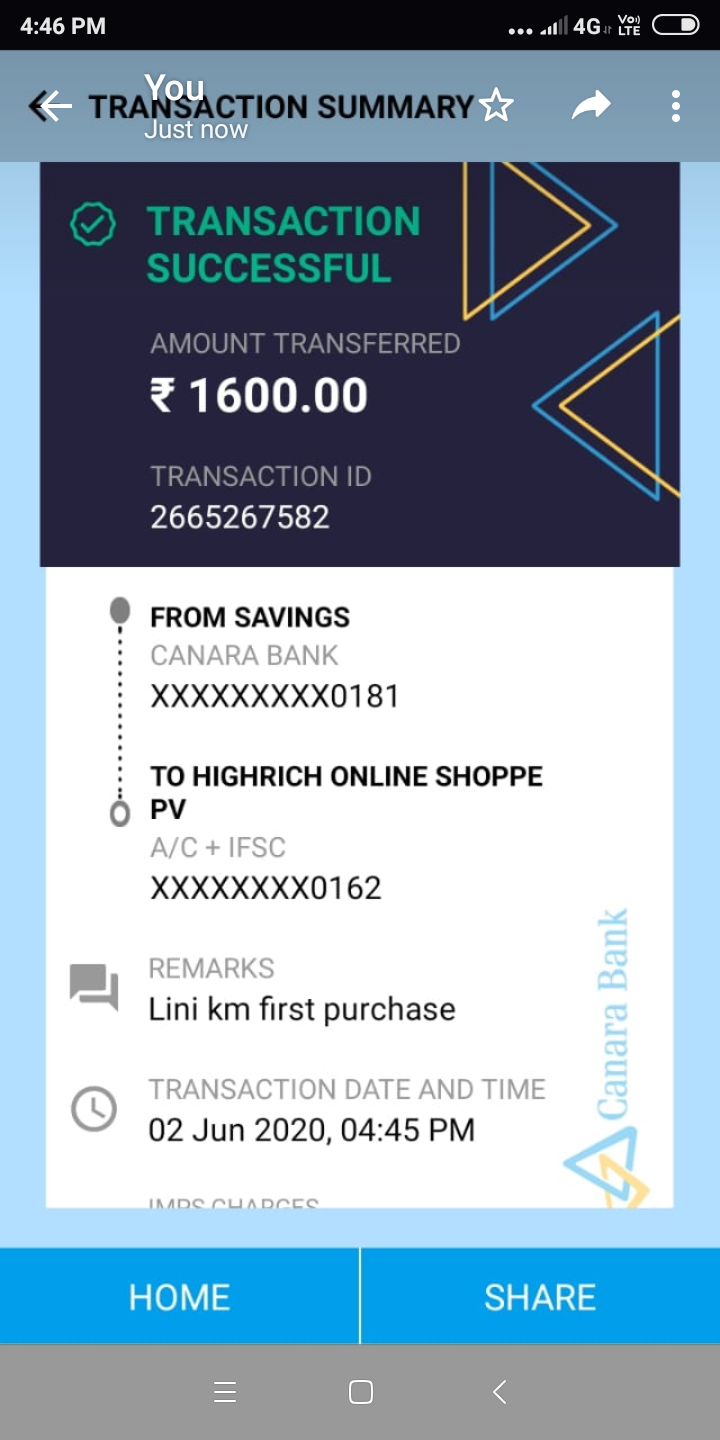 4:46 PM
4G
Vo) LTE
You
TRANSACTION SUMMARY
Just now
TRANSACTION
SUCCESSFUL
AMOUNT TRANSFERRED
₹ 1600.00
TRANSACTION ID
2665267582
FROM SAVINGS
CANARA BANK
XXXXXXXXX0181
TO HIGHRICH ONLINE SHOPPE
PV
A/C + IFSC
XXXXXXXX0162
REMARKS
Lini km first purchase
TRANSACTION DATE AND TIME
02 Jun 2020, 04:45 PM
IMPS CHARGES
Canara Bank
HOME
SHARE